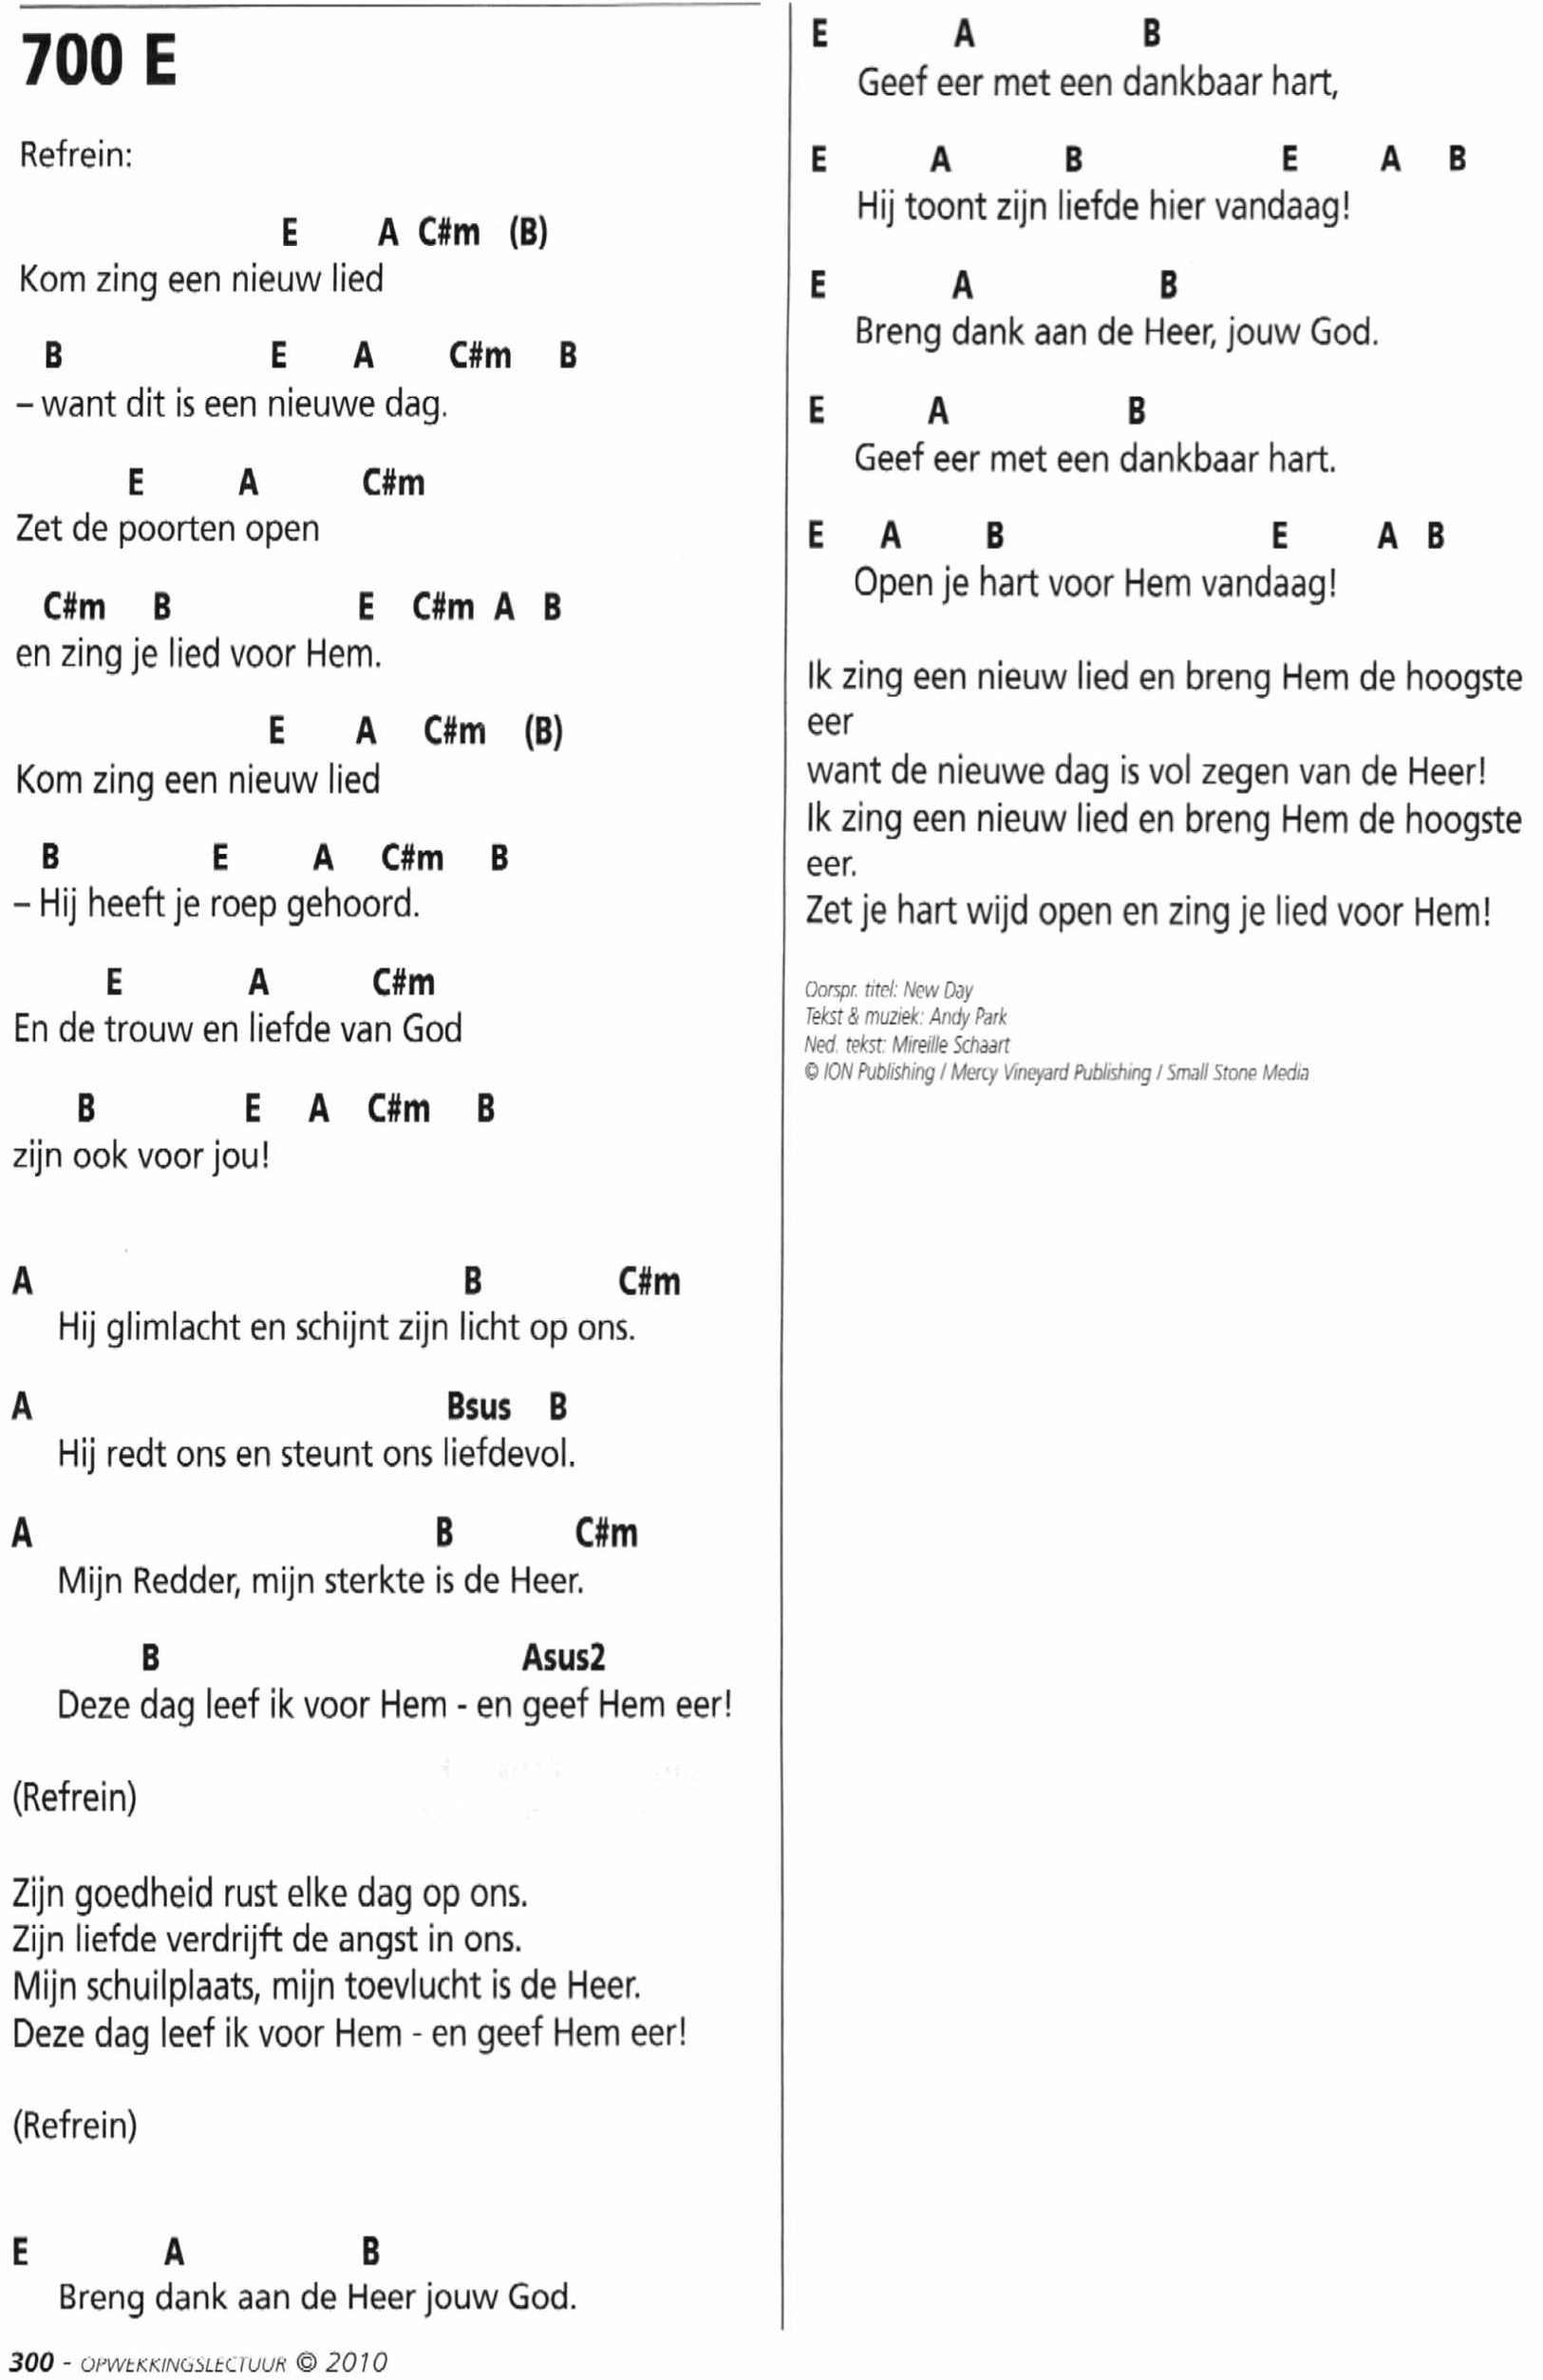 700 E
Refrein:
E A C#m (B)
Kom zing een nieuw lied
B E A C#m B
– want dit is een nieuwe dag.
E A C#m
Zet de poorten open
C#m B E C#m A B
en zing je lied voor Hem.
E A C#m (B)
Kom zing een nieuw lied
B E A C#m B
– Hij heeft je roep gehoord.
E A C#m
En de trouw en liefde van God
B E A C#m B
zijn ook voor jou!
A B C#m
Hij glimlacht en schijnt zijn licht op ons.
A Bsus B
Hij redt ons en steunt ons liefdevol.
A B C#m
Mijn Redder, mijn sterkte is de Heer.
B Asus2
Deze dag leef ik voor Hem - en geef Hem eer!
(Refrein)
Zijn goedheid rust elke dag op ons.
Zijn liefde verdrijft de angst in ons.
Mijn schuilplaats, mijn toevlucht is de Heer.
Deze dag leef ik voor Hem - en geef Hem eer!
(Refrein)
E A B
Breng dank aan de Heer jouw God.
300 - OPWEKKINGSLECTUUR © 2010
E A B
Geef eer met een dankbaar hart,
E A B E A B
Hij toont zijn liefde hier vandaag!
E A B
Breng dank aan de Heer, jouw God.
E A B
Geef eer met een dankbaar hart.
E A B E A B
Open je hart voor Hem vandaag!
Ik zing een nieuw lied en breng Hem de hoogste
eer
want de nieuwe dag is vol zegen van de Heer!
Ik zing een nieuw lied en breng Hem de hoogste
eer.
Zet je hart wijd open en zing je lied voor Hem!
Oorspr. titel: New Day
Tekst & muziek: Andy Park
Ned. tekst: Mireille Schaart
© ION Publishing / Mercy Vineyard Publishing / Small Stone Media